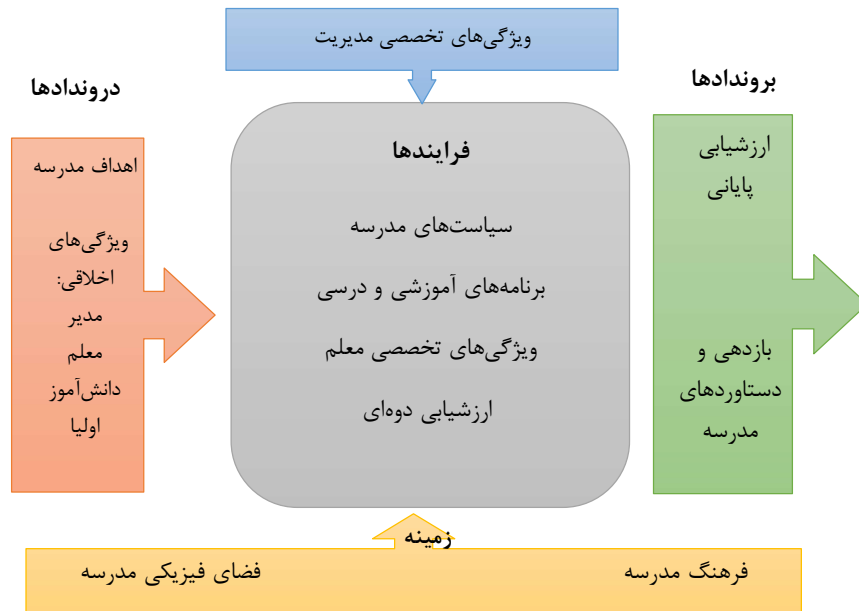 ویژگی‌های تخصصی مدیریت
بروندادها
دروندادها
فرایندها
سیاست‌های مدرسه
برنامه‌های آموزشی و درسی
ویژگی‌های تخصصی معلم
ارزشیابی دوه‌ای
ارزشیابی
پایانی
بازدهی و
دستاوردهای
مدرسه
اهداف مدرسه
ویژگی‌های
اخلاقی:
مدیر
معلم
دانش‌آموز
اولیا
زمینه
فرهنگ مدرسه
فضای فیزیکی مدرسه